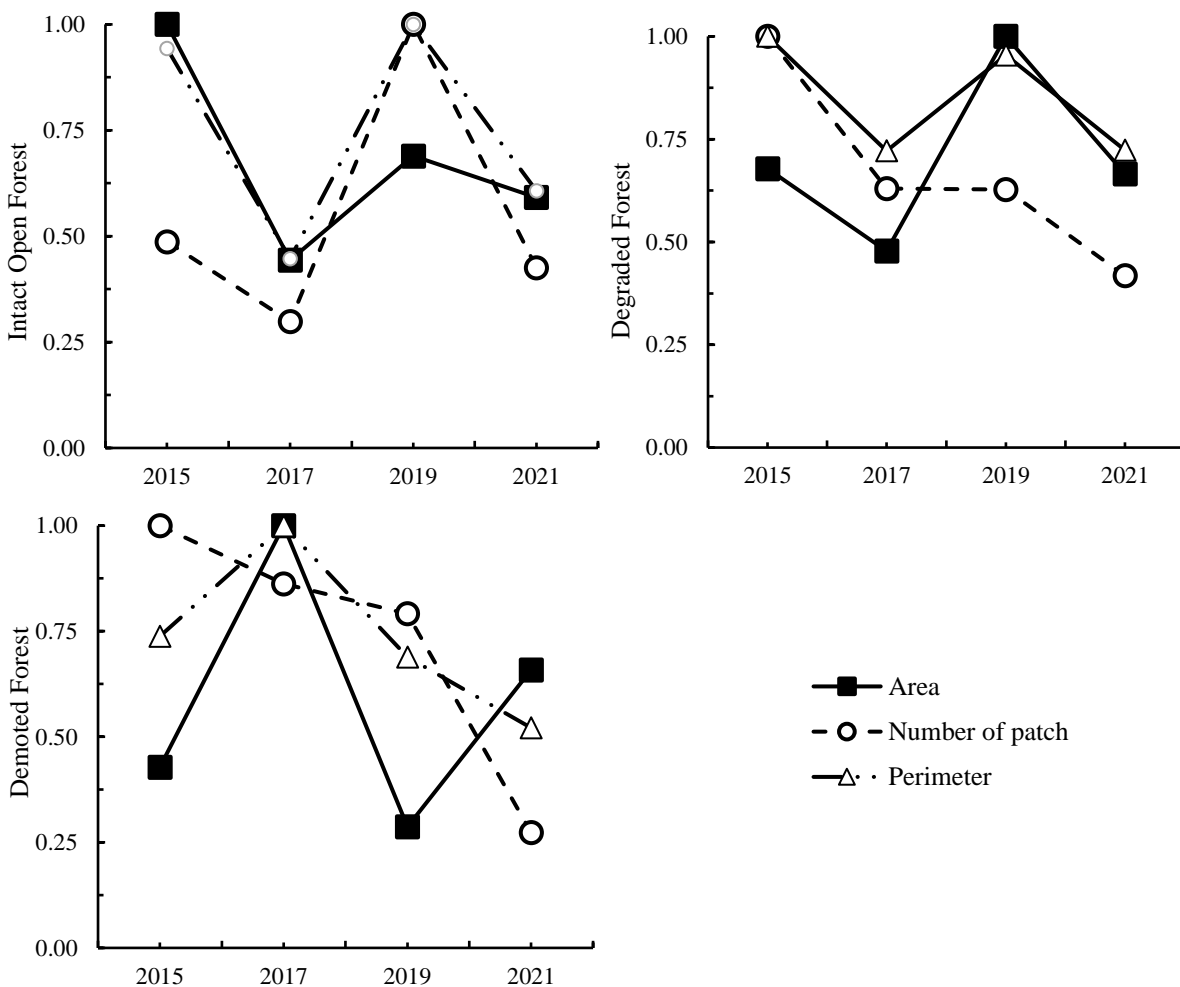 Intact Open Forest
1.00
0.75
0.50
0.25
0.00
2015 2017 2019 2021
Degraded Forest
1.00
0.75
0.50
0.25
0.00
2015 2017 2019 2021
Demoted Forest
1.00
0.75
0.50
0.25
0.00
2015 2017 2019 2021
Area
Number of patch
Perimeter